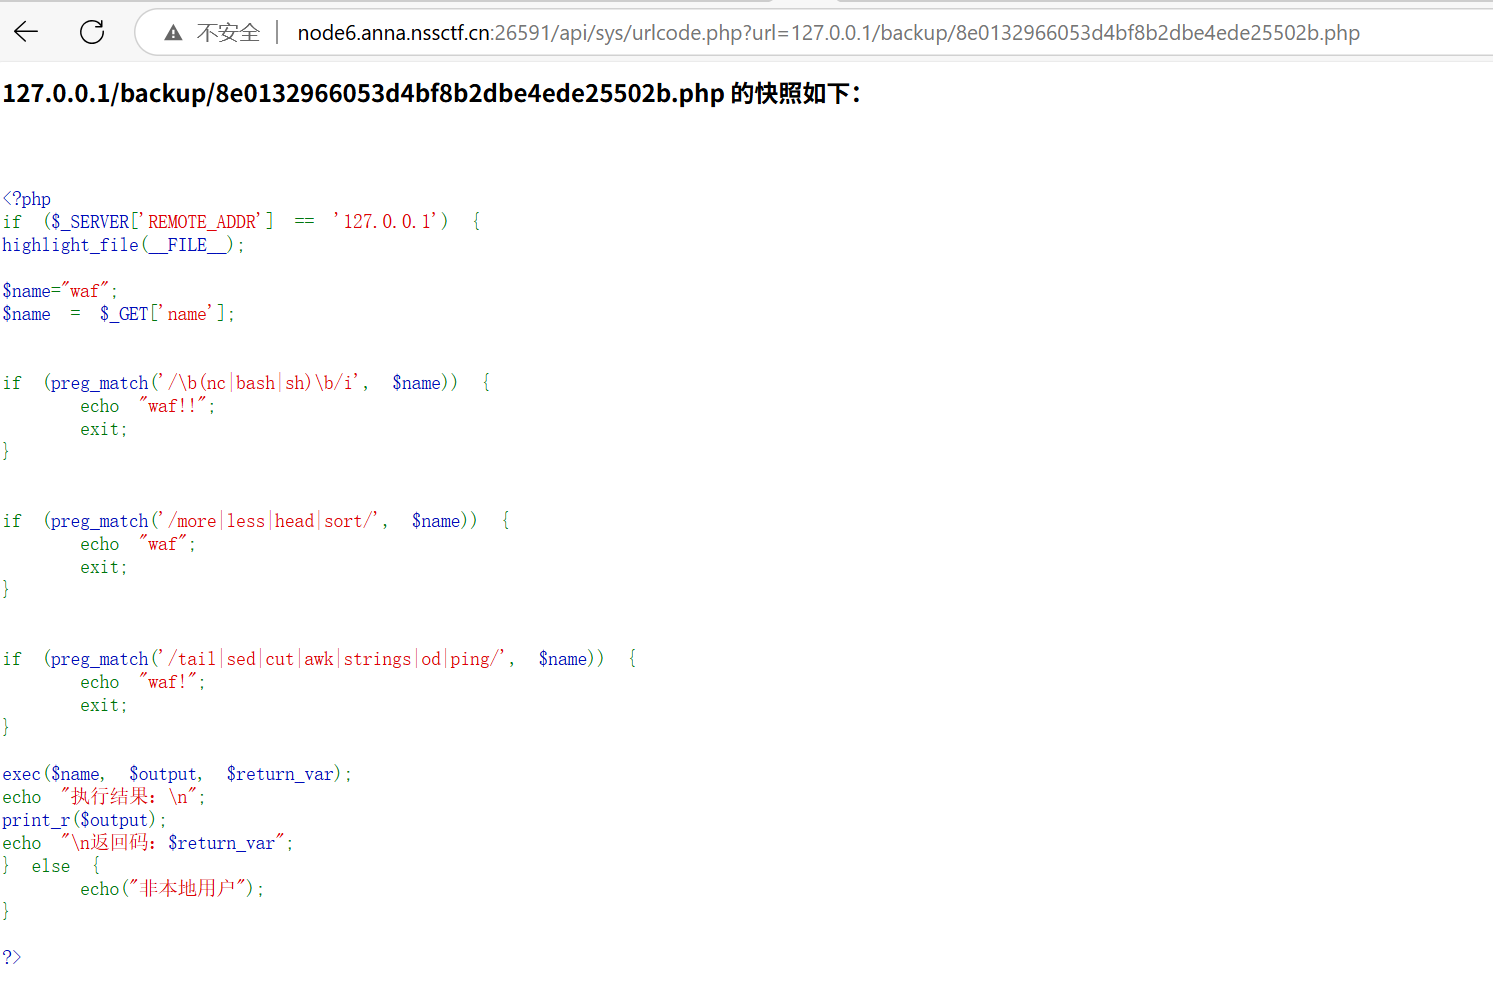 不安全 | node6.anna.nssctf.cn:26591/api/sys/urlcode.php?url=127.0.0.1/backup/8e0132966053d4bf8b2dbe4ede25502b.php
127.0.0.1/backup/8e0132966053d4bf8b2dbe4ede25502b.php 的快照如下：
<?php
if ($_SERVER['REMOTE_ADDR'] == '127.0.0.1') {
highlight_file(__FILE__);
$name="waf";
$name = $_GET['name'];
if (preg_match('/\b(nc|bash|sh)\b/i', $name)) {
echo "waf!!";
exit;
}
if (preg_match('/more|less|head|sort/', $name)) {
echo "waf";
exit;
}
if (preg_match('/tail|sed|cut|awk|strings|od|ping/', $name)) {
echo "waf!";
exit;
}
exec($name, $output, $return_var);
echo "执行结果：\n";
print_r($output);
echo "\n返回码：$return_var";
} else {
echo("非本地用户");
}
?>